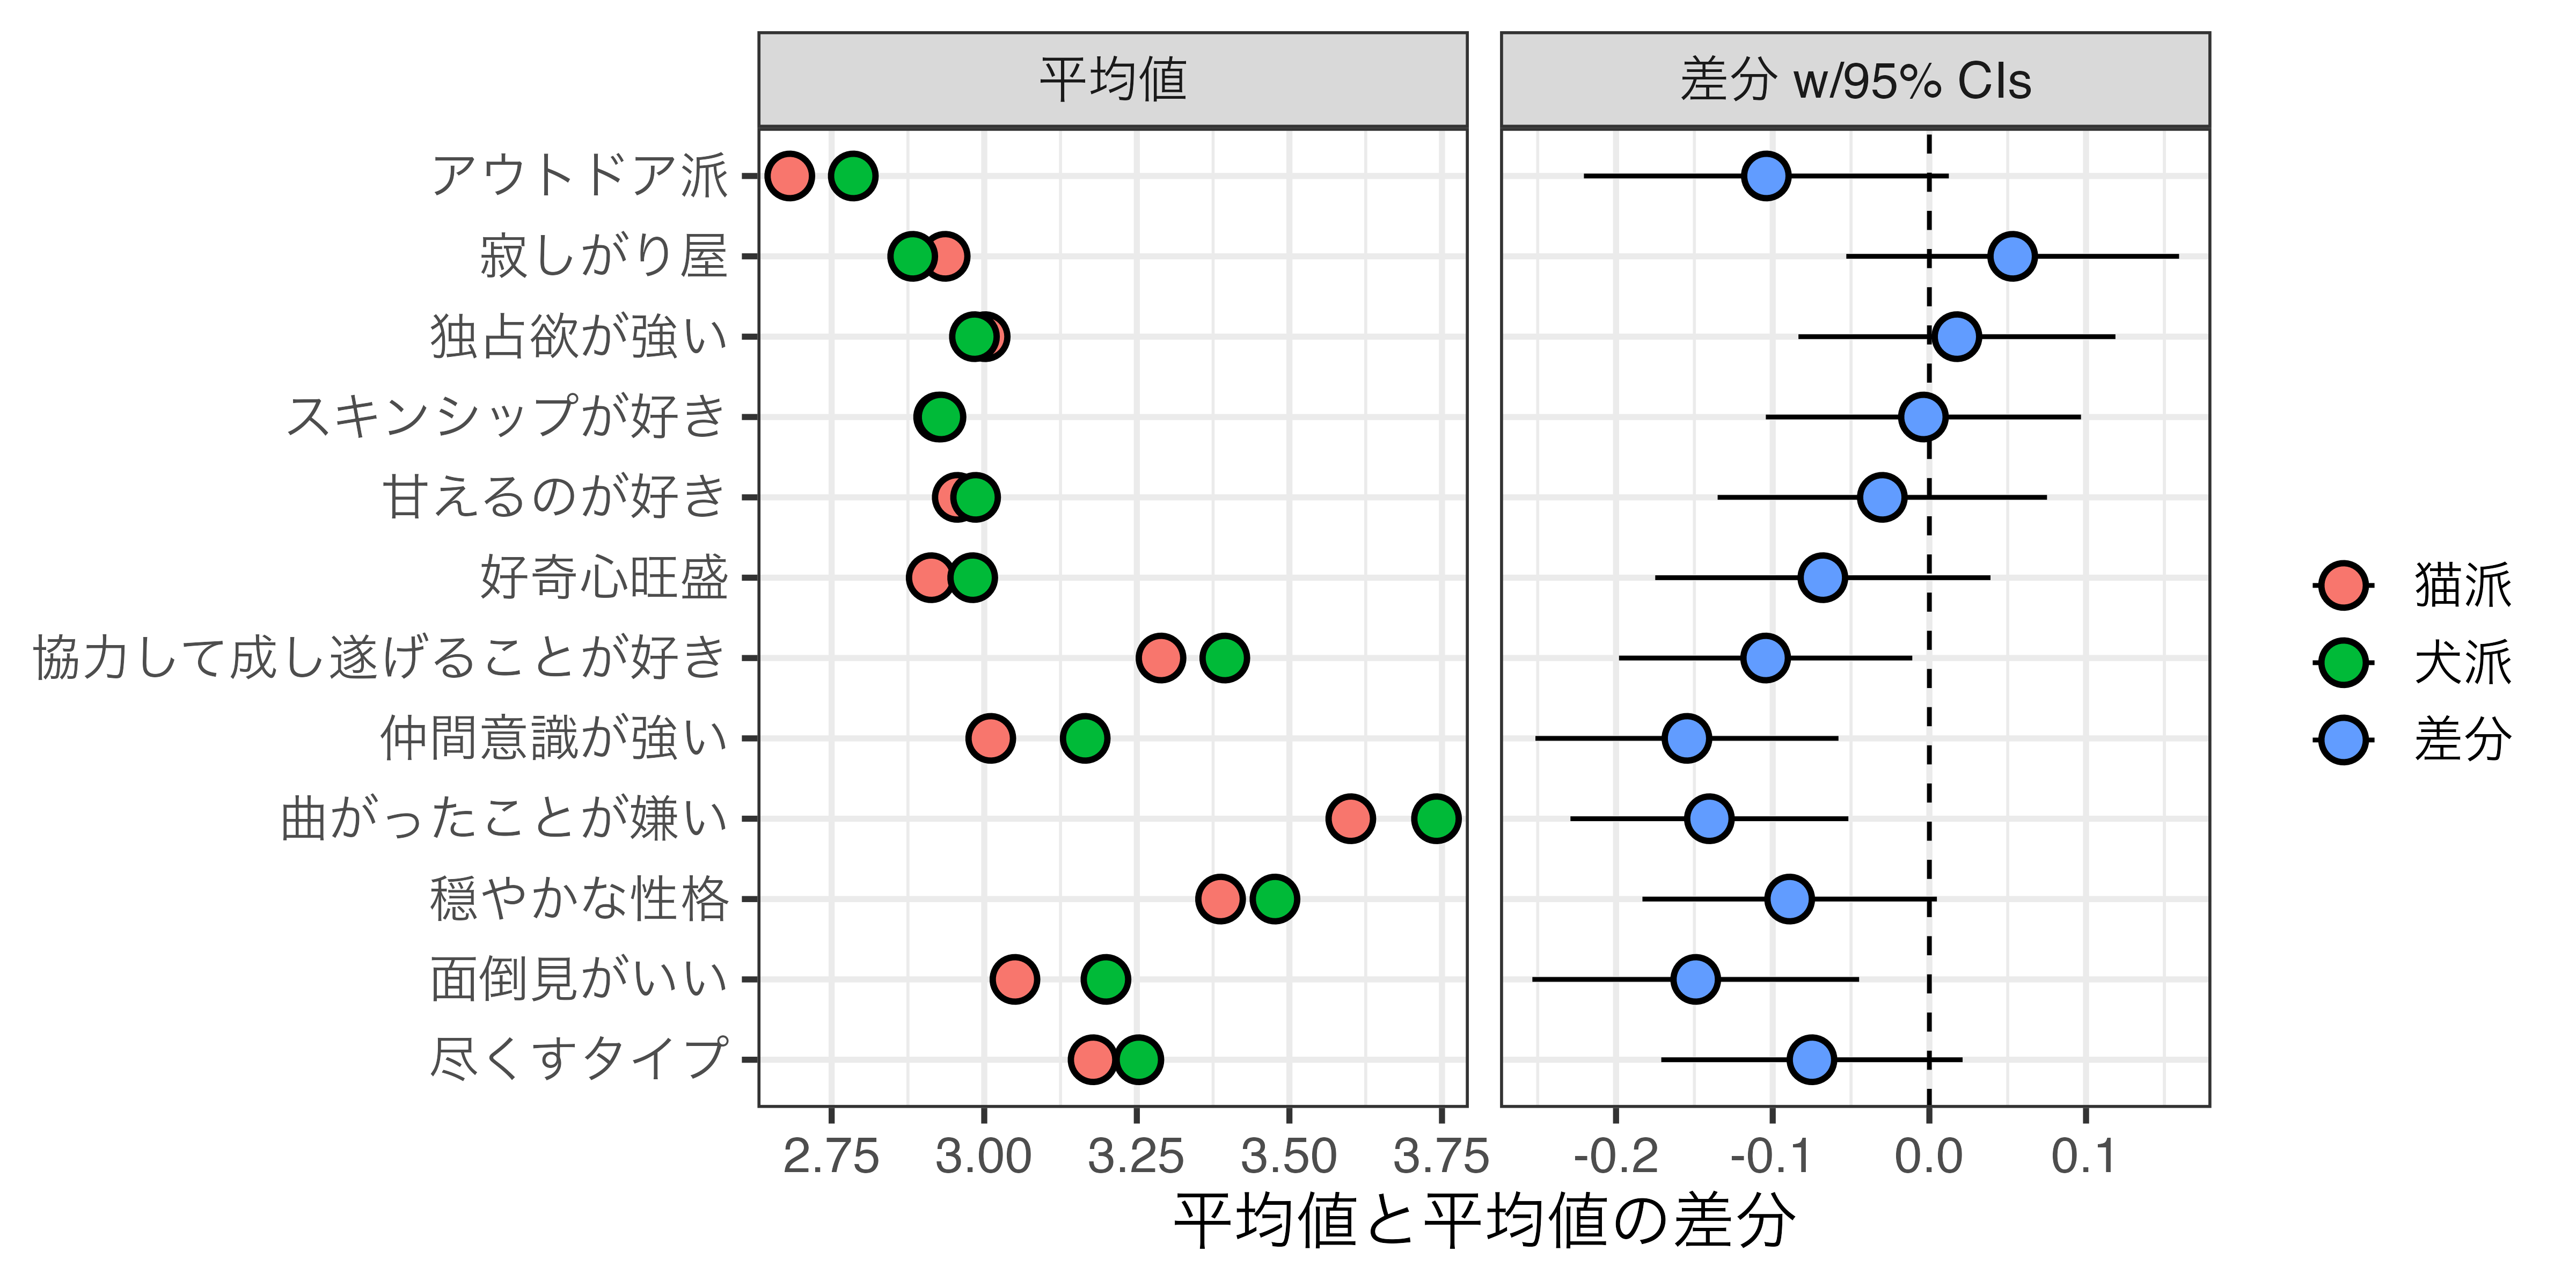 平均値
差分 w/95% CIs
アウトドア派
寂しがり屋
独占欲が強い
スキンシップが好き
甘えるのが好き
好奇心旺盛
協力して成し遂げることが好き
仲間意識が強い
曲がったことが嫌い
穏やかな性格
面倒見がいい
尽くすタイプ
2.75 3.00 3.25 3.50 3.75
-0.2 -0.1 0.0 0.1
平均値と平均値の差分
猫派
犬派
差分